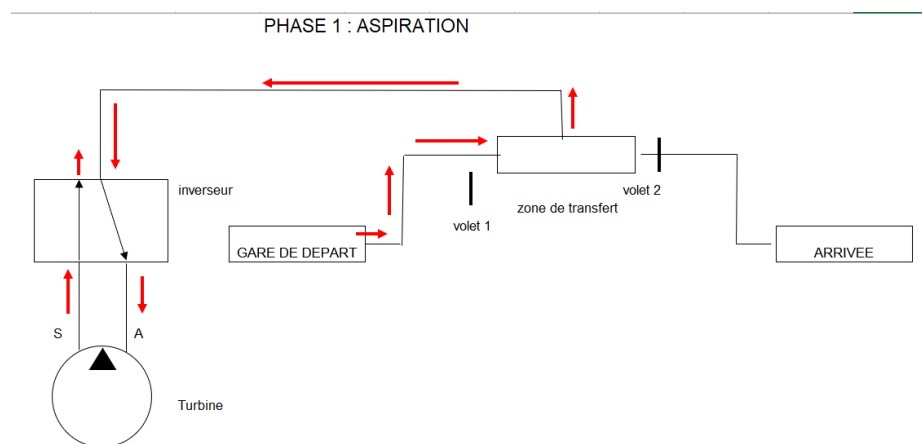 PHASE 1 : ASPIRATION
inverseur
volet 2
zone de transfert
volet 1
GARE DE DEPART
ARRIVEE
S
A
Turbine